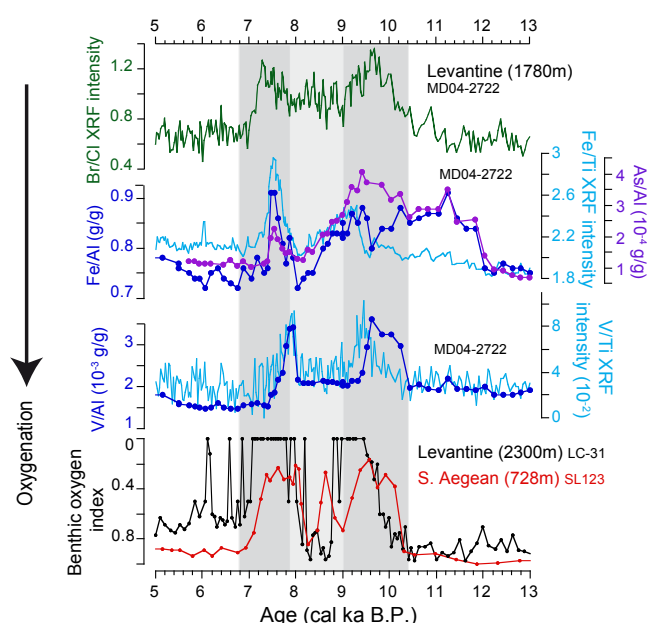 5 6 7 8 9 10 11 12 13
1.2
0.8
0.4
Br/Cl XRF intensity
Levantine (1780m)
MD04-2722
0.9
0.8
0.7
Fe/Al (g/g)
MD04-2722
3
2.6
2.2
1.8
Fe/Ti XRF
intensity
4
3
2
1
As/Al (10⁻⁴ g/g)
3
2
1
V/Al (10⁻³ g/g)
MD04-2722
8
4
0
V/Ti XRF
intensity (10⁻²)
Oxygenation
0
0.4
0.8
Benthic oxygen
index
Levantine (2300m) LC-31
S. Aegean (728m) SL123
5 6 7 8 9 10 11 12 13
Age (cal ka B.P.)